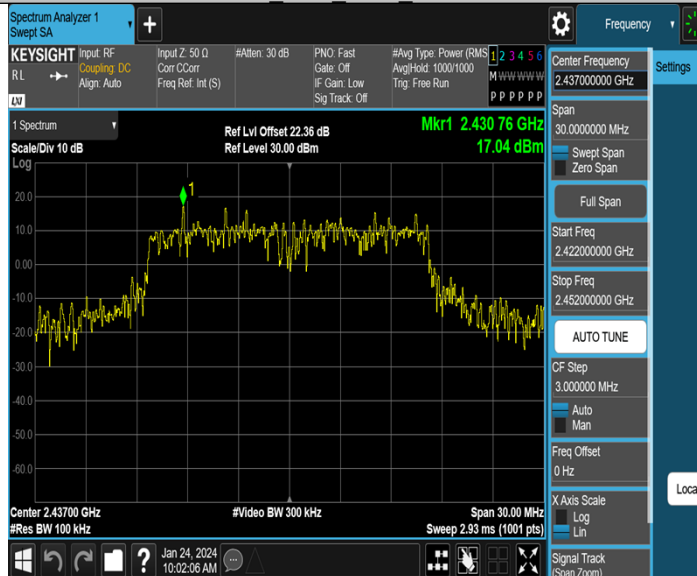 Spectrum Analyzer 1
Swept SA
Frequency
KEYSIGHT
RL
LXI
Input: RF
Coupling: DC
Align: Auto
Input Z: 50 Ω
Corr CCorr
Freq Ref: Int (S)
#Atten: 30 dB
PNO: Fast
Gate: Off
IF Gain: Low
Sig Track: Off
#Avg Type: Power (RMS
Avg|Hold: 1000/1000
Trig: Free Run
1 2 3 4 5 6
M W W W W W
P P P P P P
1 Spectrum
Scale/Div 10 dB
Log
Ref Lvl Offset 22.36 dB
Ref Level 30.00 dBm
Mkr1 2.430 76 GHz
17.04 dBm
1
20.0
10.0
0.00
-10.0
-20.0
-30.0
-40.0
-50.0
-60.0
Center 2.43700 GHz
#Res BW 100 kHz
#Video BW 300 kHz
Span 30.00 MHz
Sweep 2.93 ms (1001 pts)
?
Jan 24, 2024
10:02:06 AM
Center Frequency
2.437000000 GHz
Span
30.0000000 MHz
Swept Span
Zero Span
Full Span
Start Freq
2.422000000 GHz
Stop Freq
2.452000000 GHz
AUTO TUNE
CF Step
3.000000 MHz
Auto
Man
Freq Offset
0 Hz
X Axis Scale
Log
Lin
Signal Track
(Span Zoom)
Settings
Loca